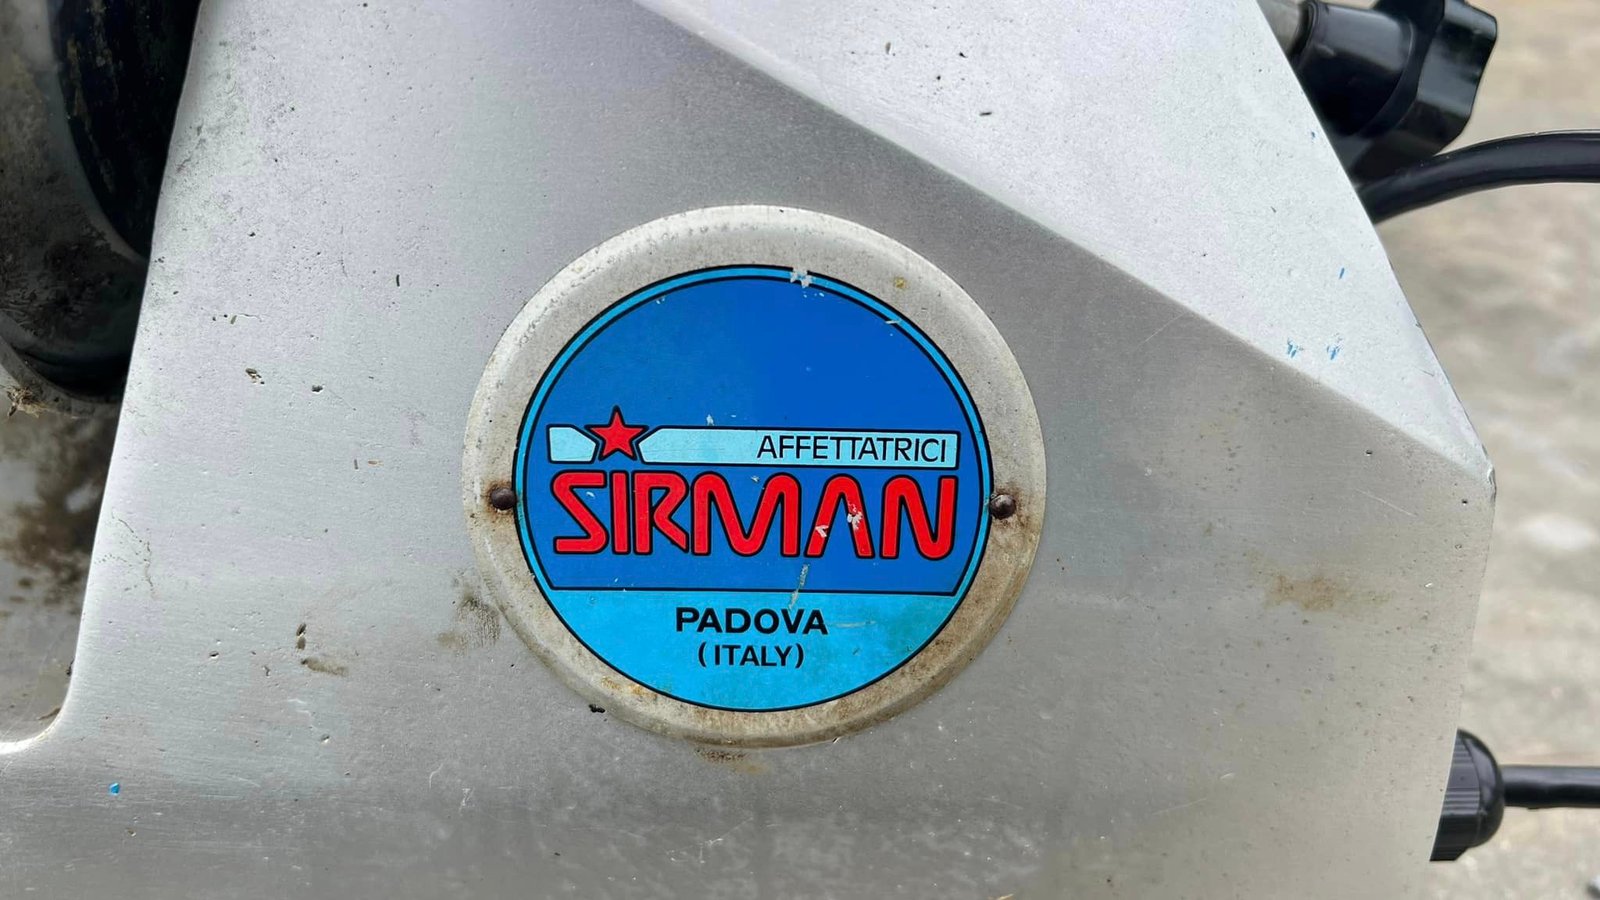 AFFETTATRICI
SIRMAN
PADOVA
(ITALY)